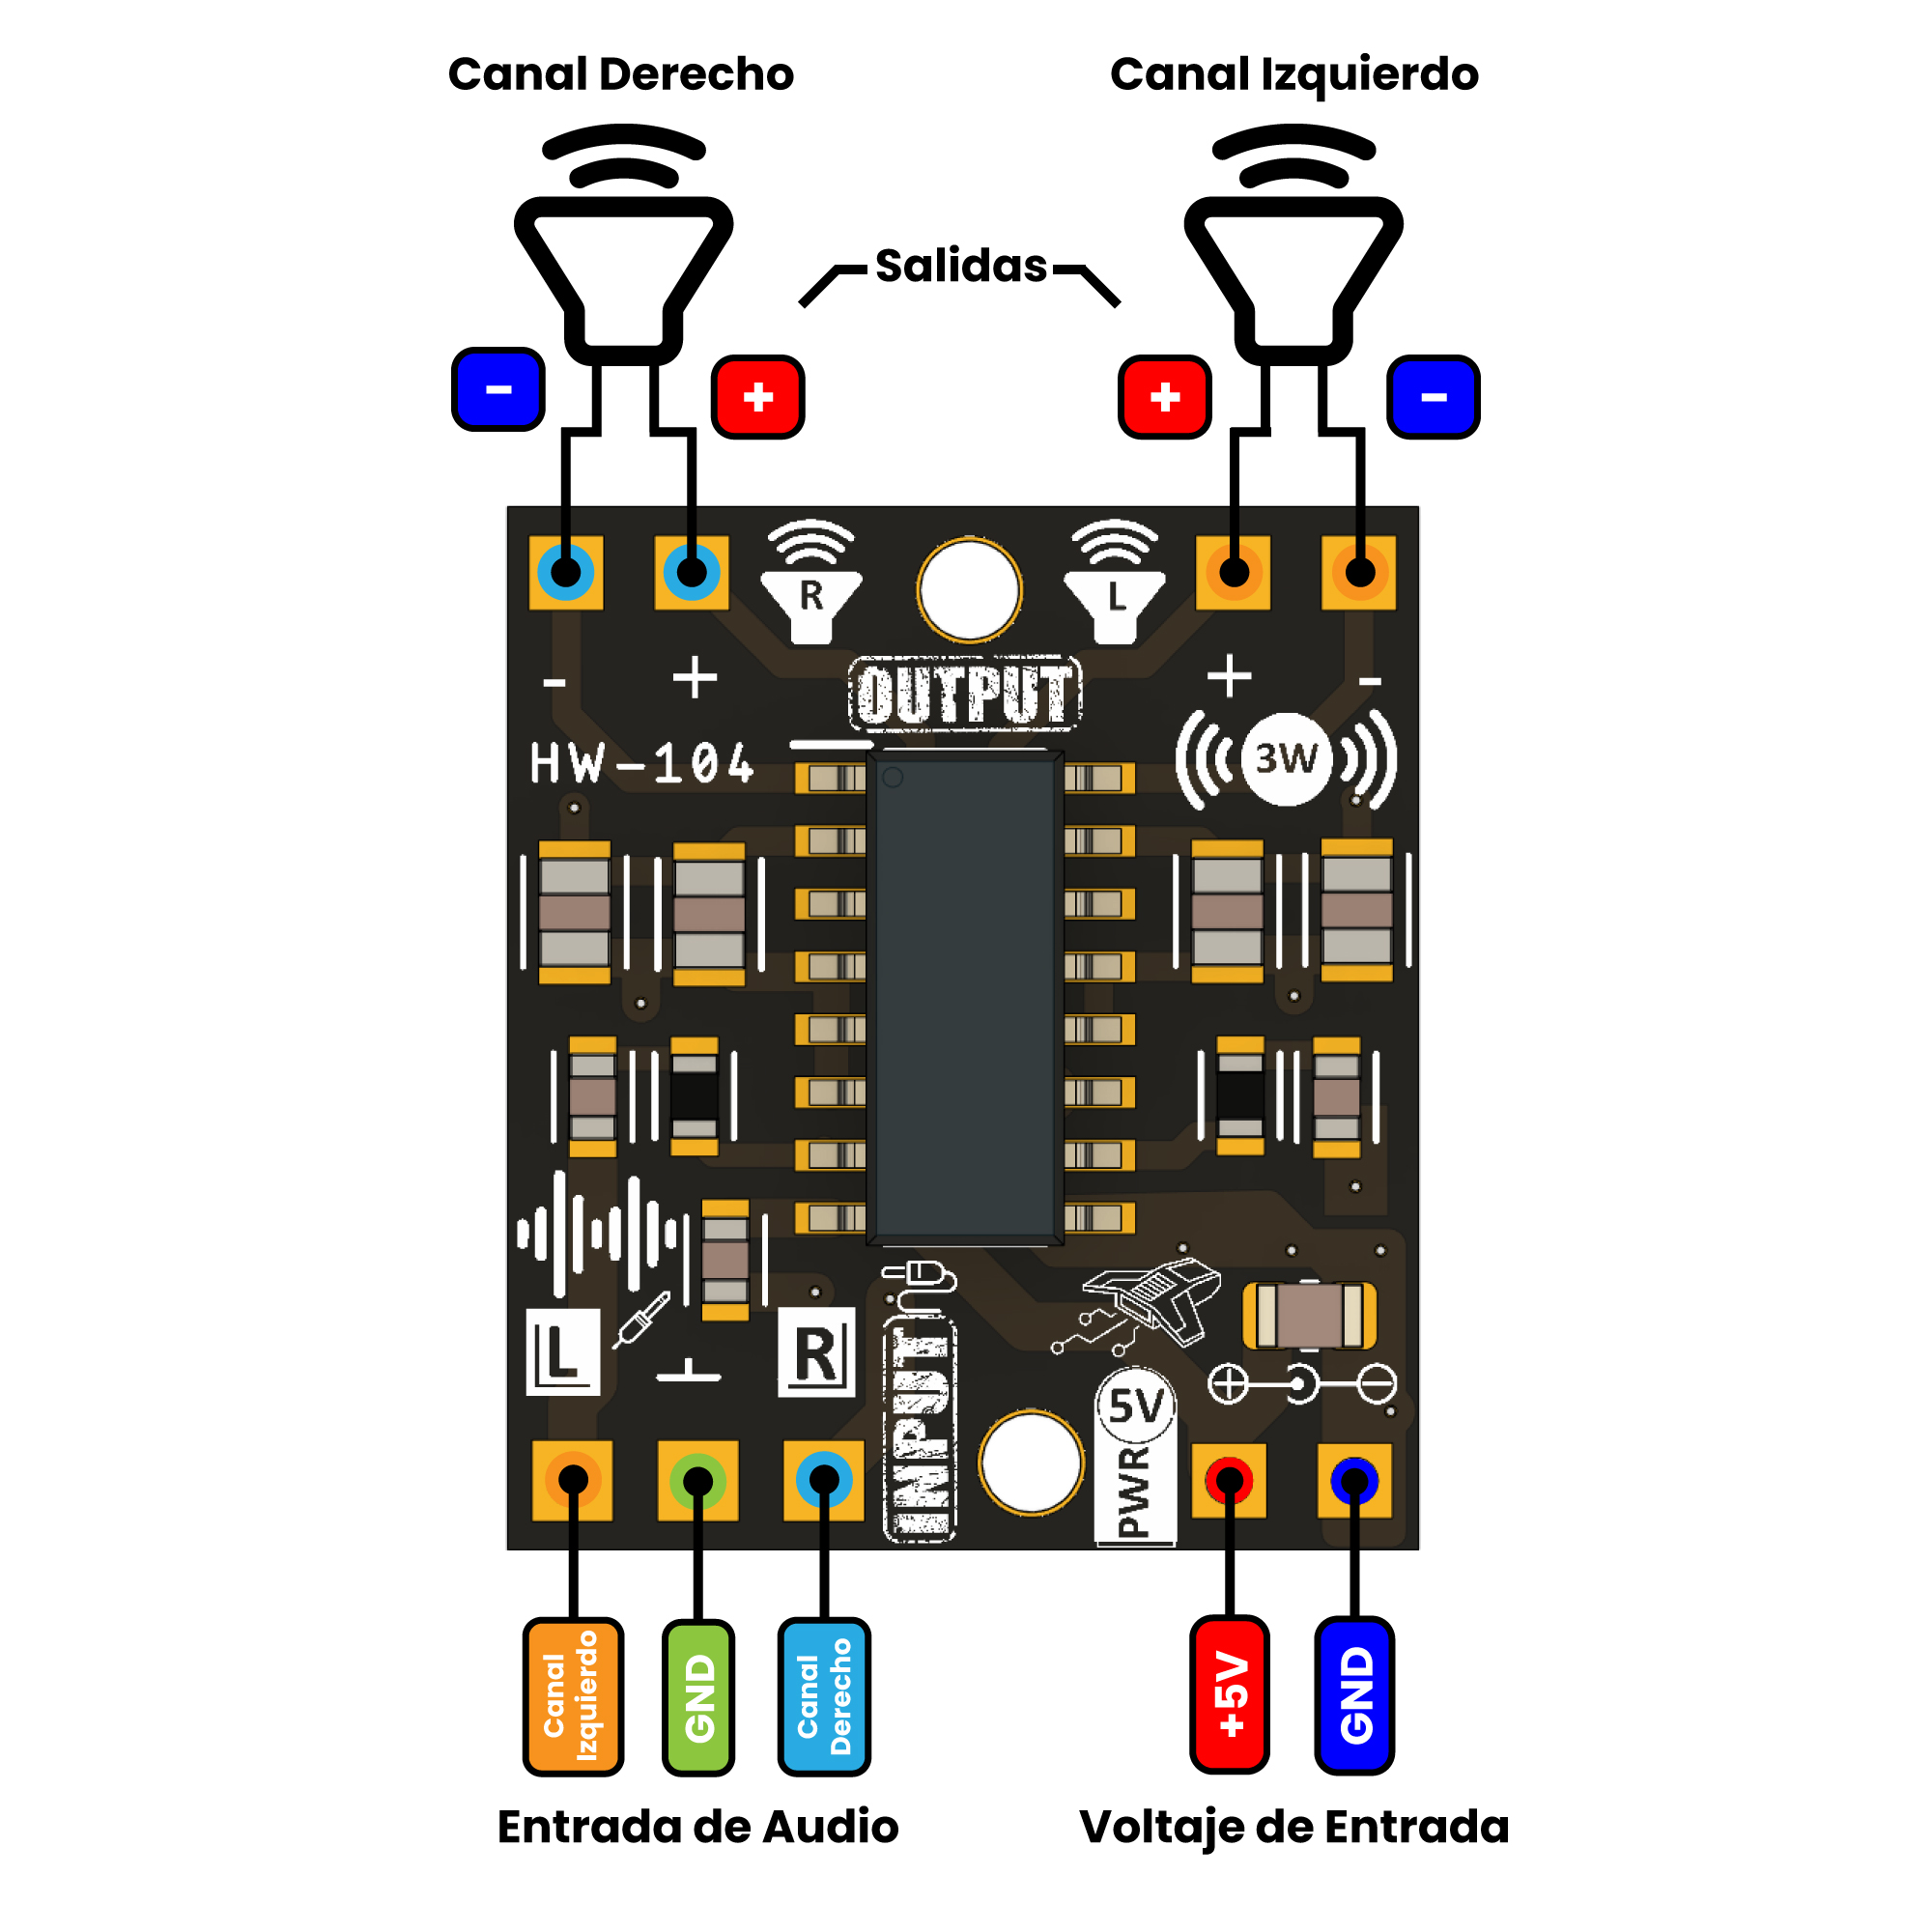 Canal Derecho
Canal Izquierdo
Salidas
- + + -
R L
- + + -
OUTPUT
HW-104
3W
L R
INPUT
5V
PWR
+ -
Canal
Izquierdo
GND
Canal
Derecho
+5V
GND
Entrada de Audio
Voltaje de Entrada